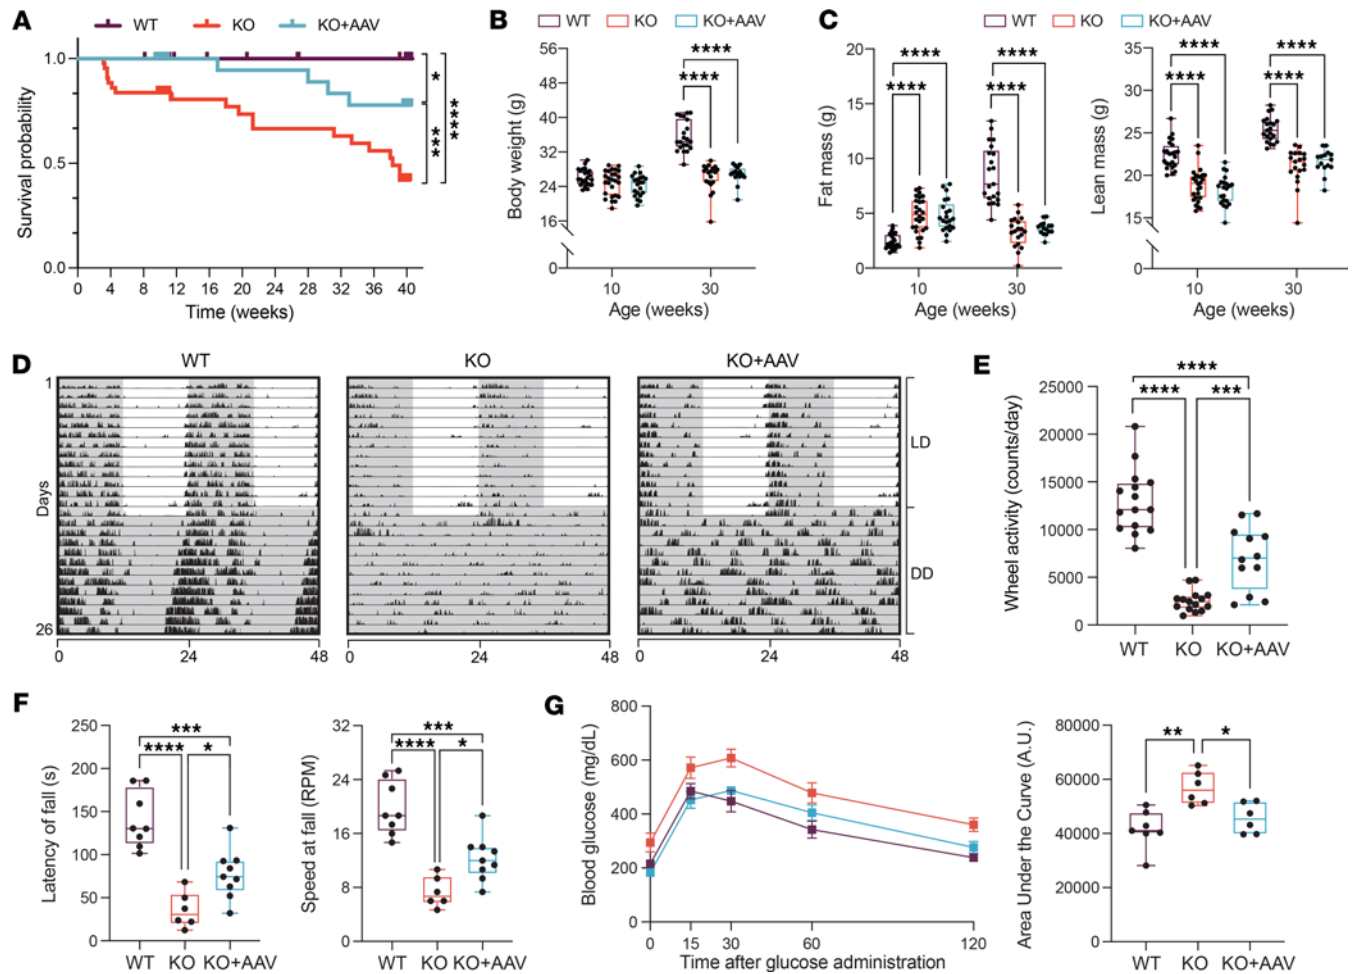 A
WT KO KO+AAV
Survival probability
1.0
0.5
0.0
0 4 8 12 16 20 24 28 32 36 40
Time (weeks)
*
***
****
B
WT KO KO+AAV
Body weight (g)
56
48
40
32
24
16
0
****
****
10 30
Age (weeks)
C
WT KO KO+AAV
Fat mass (g)
20
15
10
5
0
****
****
****
****
10 30
Age (weeks)
Lean mass (g)
35
30
25
20
15
0
****
****
****
****
10 30
Age (weeks)
D
WT KO KO+AAV
1
Days
26
LD
DD
0 24 48
0 24 48
0 24 48
E
Wheel activity (counts/day)
25000
20000
15000
10000
5000
0
****
**** ***
WT KO KO+AAV
F
Latency of fall (s)
250
200
150
100
50
0
***
**** *
WT KO KO+AAV
Speed at fall (RPM)
32
24
16
8
0
***
**** *
WT KO KO+AAV
G
Blood glucose (mg/dL)
800
600
400
200
0
0 15 30 60 120
Time after glucose administration
Area Under the Curve (A.U.)
80000
60000
40000
20000
0
** *
WT KO KO+AAV